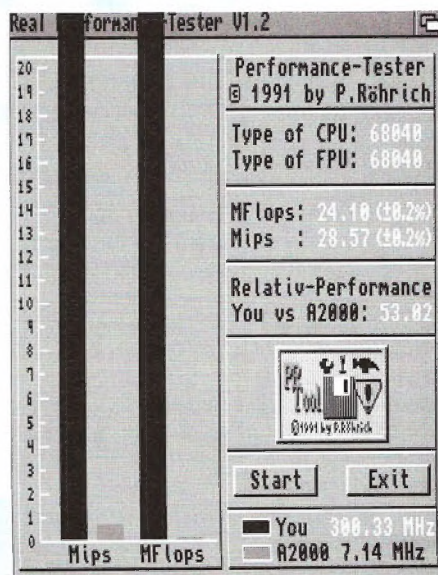 Real Performance-Tester V1.2
20
19
18
17
16
15
14
13
12
11
10
9
8
7
6
5
4
3
2
1
0
Mips MFlops
Performance-Tester
© 1991 by P.Röhrich
Type of CPU: 68040
Type of FPU: 68040
MFlops: 24.10 (±0.2%)
Mips : 28.57 (±0.2%)
Relativ-Performance
You vs A2000: 53.02
PR
Tool
©1991 by P.Röhrich
Start Exit
You 300.33 MHz
A2000 7.14 MHz